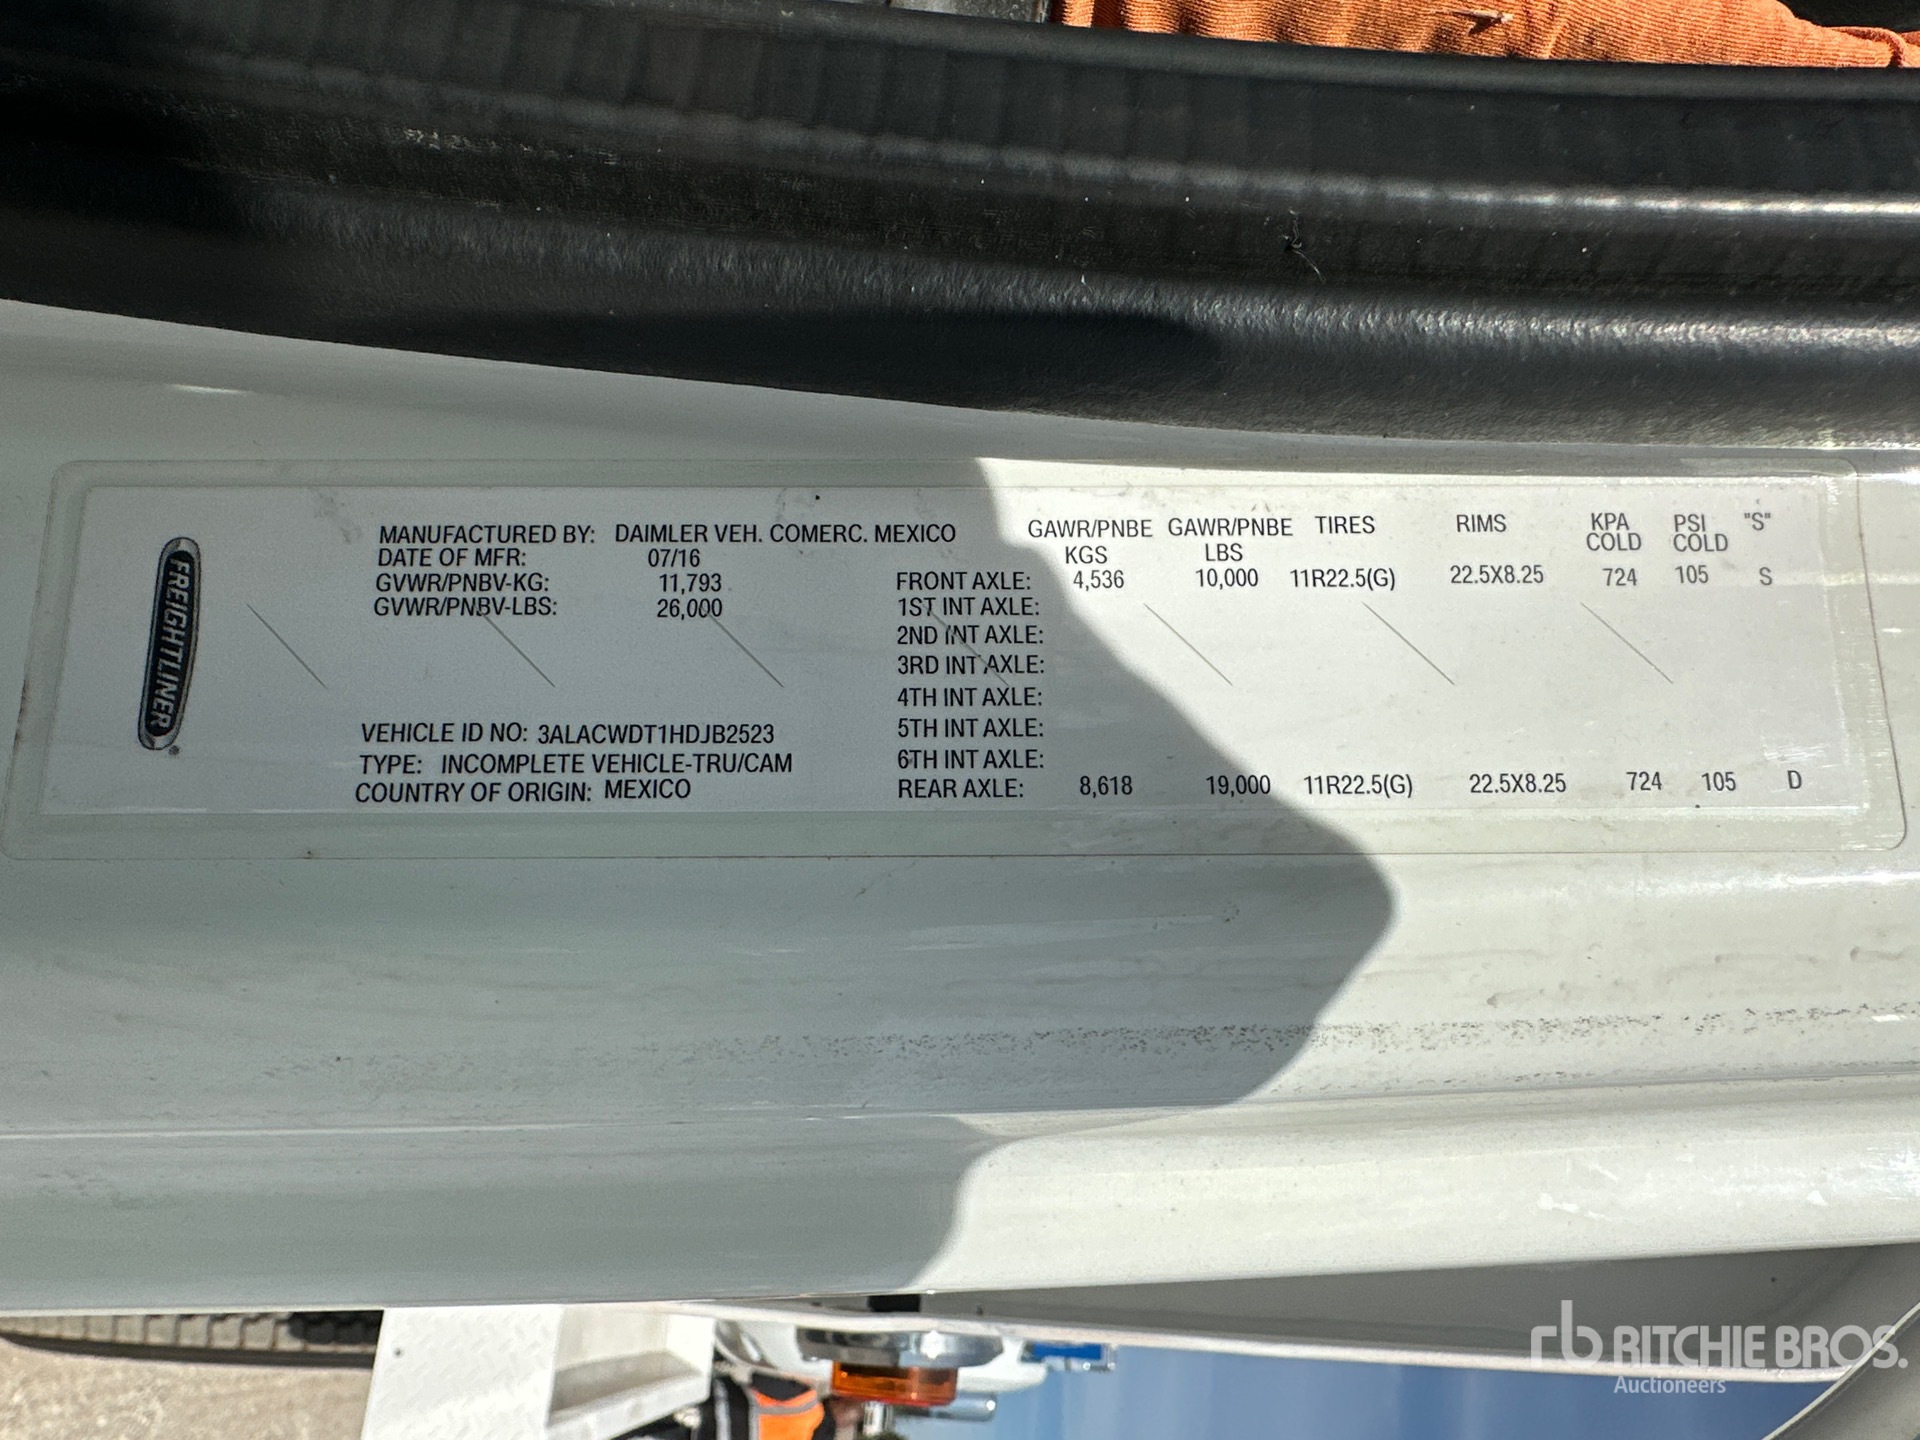 FREIGHTLINER®
MANUFACTURED BY: DAIMLER VEH. COMERC. MEXICO
DATE OF MFR: 07/16
GVWR/PNBV-KG: 11,793
GVWR/PNBV-LBS: 26,000
VEHICLE ID NO: 3ALACWDT1HDJB2523
TYPE: INCOMPLETE VEHICLE-TRU/CAM
COUNTRY OF ORIGIN: MEXICO
GAWR/PNBE GAWR/PNBE TIRES RIMS KPA PSI "S"
KGS LBS COLD COLD
FRONT AXLE: 4,536 10,000 11R22.5(G) 22.5X8.25 724 105 S
1ST INT AXLE:
2ND INT AXLE:
3RD INT AXLE:
4TH INT AXLE:
5TH INT AXLE:
6TH INT AXLE:
REAR AXLE: 8,618 19,000 11R22.5(G) 22.5X8.25 724 105 D
rb RITCHIE BROS.
Auctioneers